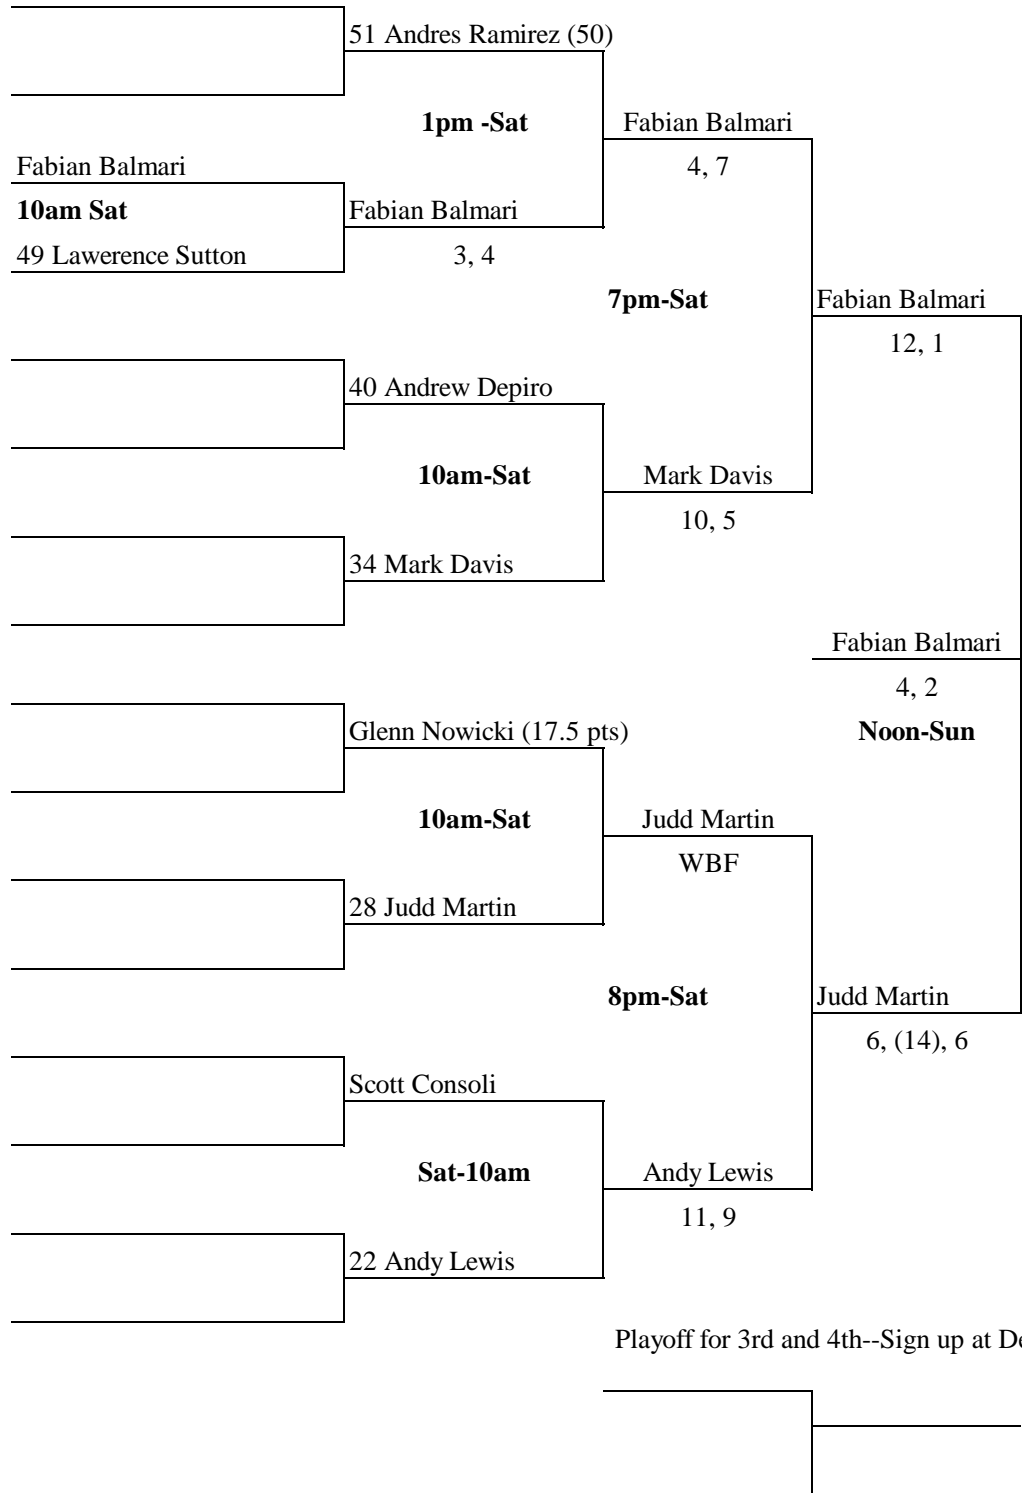 51 Andres Ramirez (50)
1pm -Sat
Fabian Balmari
Fabian Balmari
4, 7
10am Sat
Fabian Balmari
49 Lawerence Sutton
3, 4
7pm-Sat
Fabian Balmari
12, 1
40 Andrew Depiro
10am-Sat
Mark Davis
10, 5
34 Mark Davis
Fabian Balmari
4, 2
Glenn Nowicki (17.5 pts)
Noon-Sun
10am-Sat
Judd Martin
WBF
28 Judd Martin
8pm-Sat
Judd Martin
6, (14), 6
Scott Consoli
Sat-10am
Andy Lewis
11, 9
22 Andy Lewis
Playoff for 3rd and 4th--Sign up at